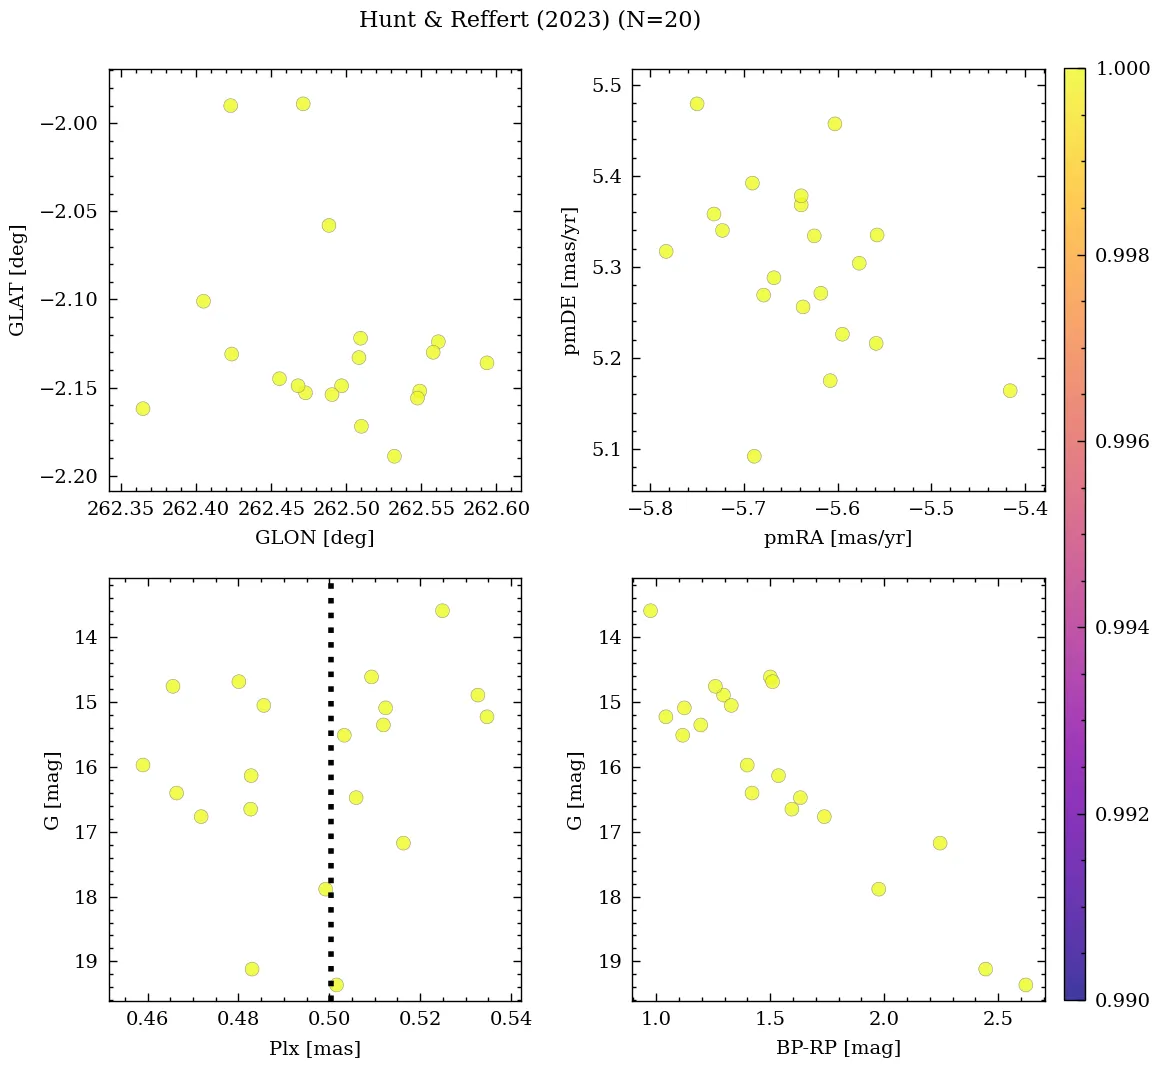 Hunt & Reffert (2023) (N=20)
−2.00
−2.05
−2.10
−2.15
−2.20
GLAT [deg]
262.35 262.40 262.45 262.50 262.55 262.60
GLON [deg]
5.5
5.4
5.3
5.2
5.1
pmDE [mas/yr]
−5.8 −5.7 −5.6 −5.5 −5.4
pmRA [mas/yr]
1.000
0.998
0.996
0.994
0.992
0.990
14
15
16
17
18
19
G [mag]
0.46 0.48 0.50 0.52 0.54
Plx [mas]
14
15
16
17
18
19
G [mag]
1.0 1.5 2.0 2.5
BP-RP [mag]